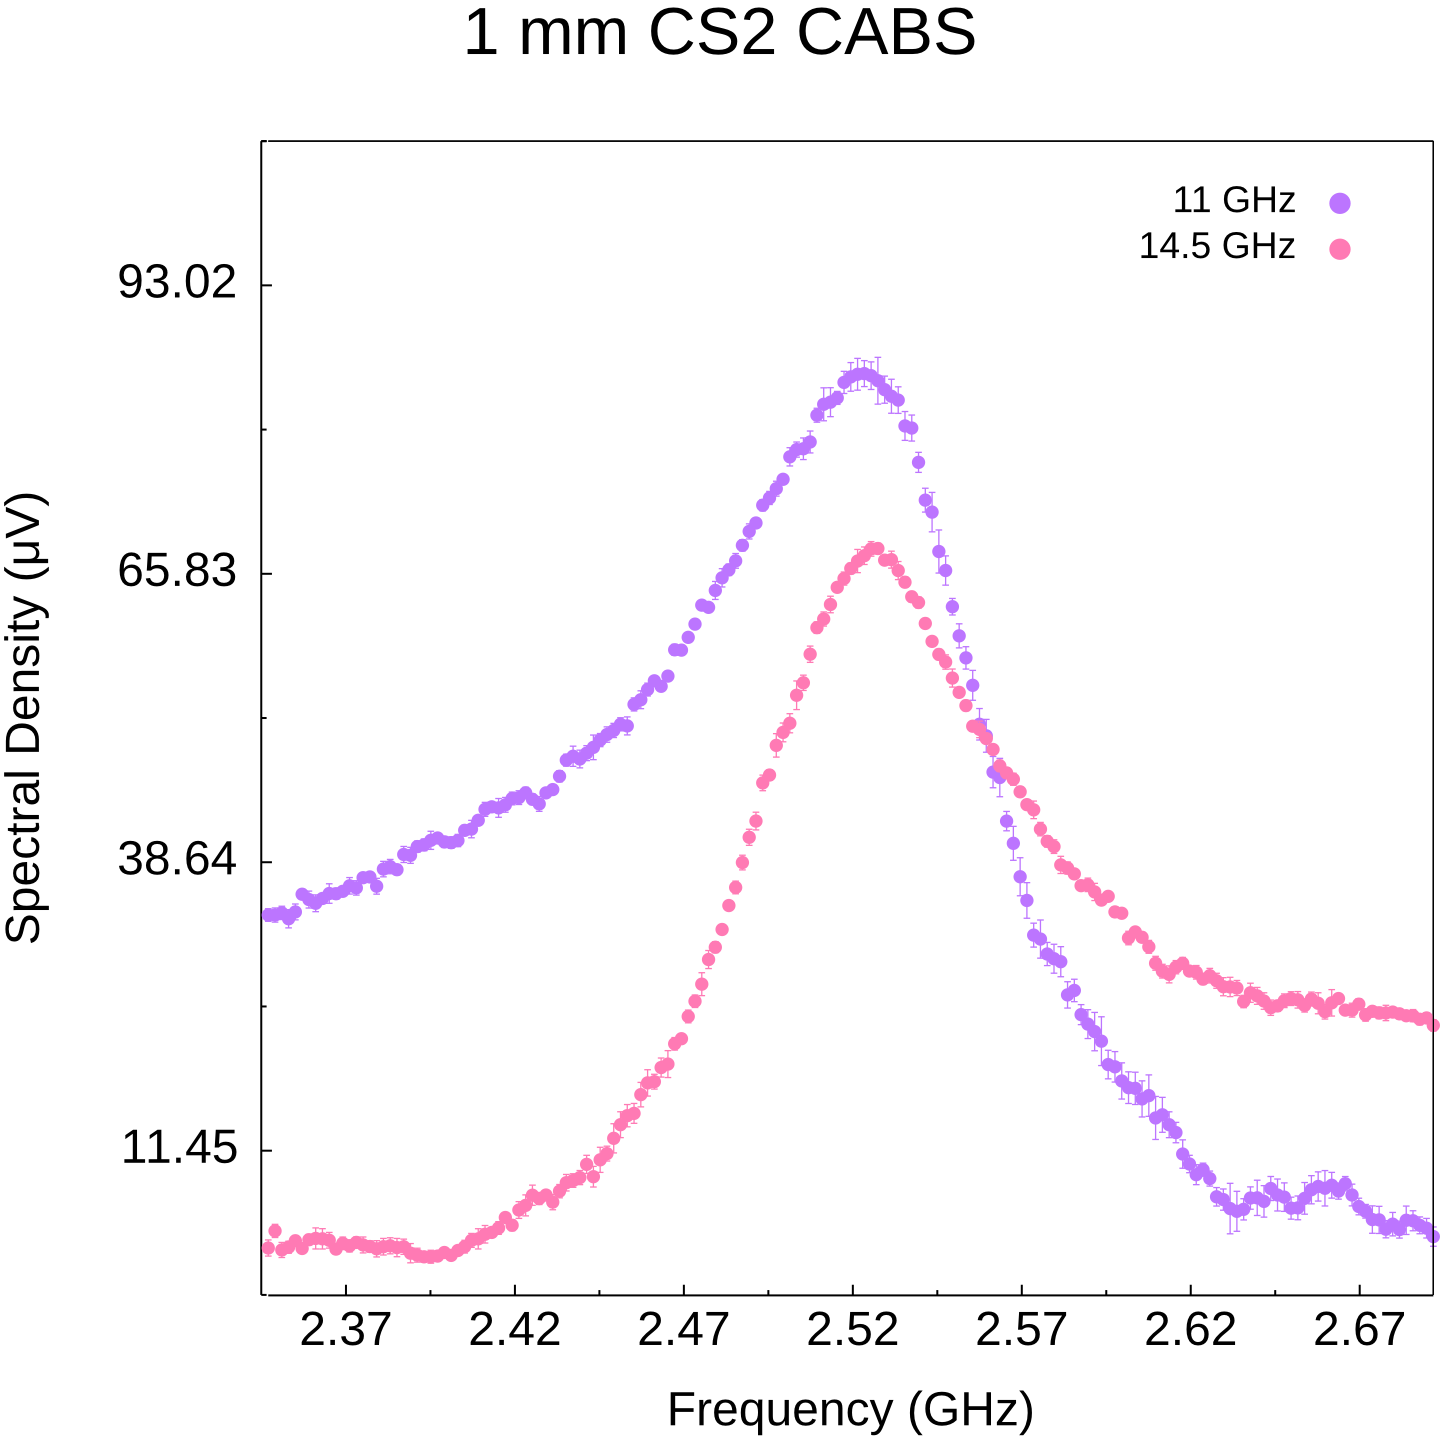 1 mm CS2 CABS
11 GHz
14.5 GHz
93.02
65.83
38.64
11.45
Spectral Density (μV)
2.37 2.42 2.47 2.52 2.57 2.62 2.67
Frequency (GHz)